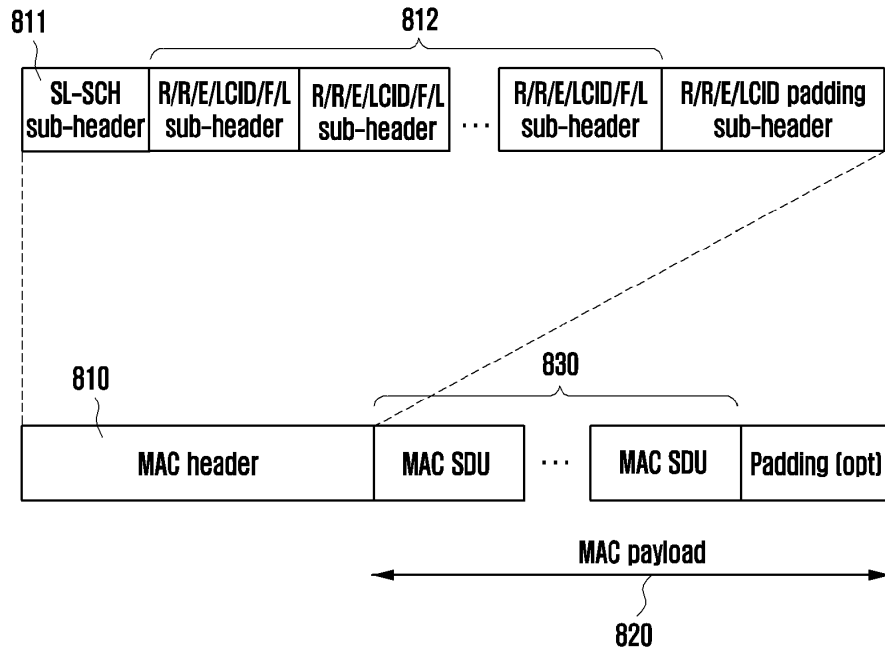 811
812
SL-SCH
sub-header
R/R/E/LCID/F/L
sub-header
R/R/E/LCID/F/L
sub-header
...
R/R/E/LCID/F/L
sub-header
R/R/E/LCID padding
sub-header
810
830
MAC header
MAC SDU
...
MAC SDU
Padding (opt)
MAC payload
820